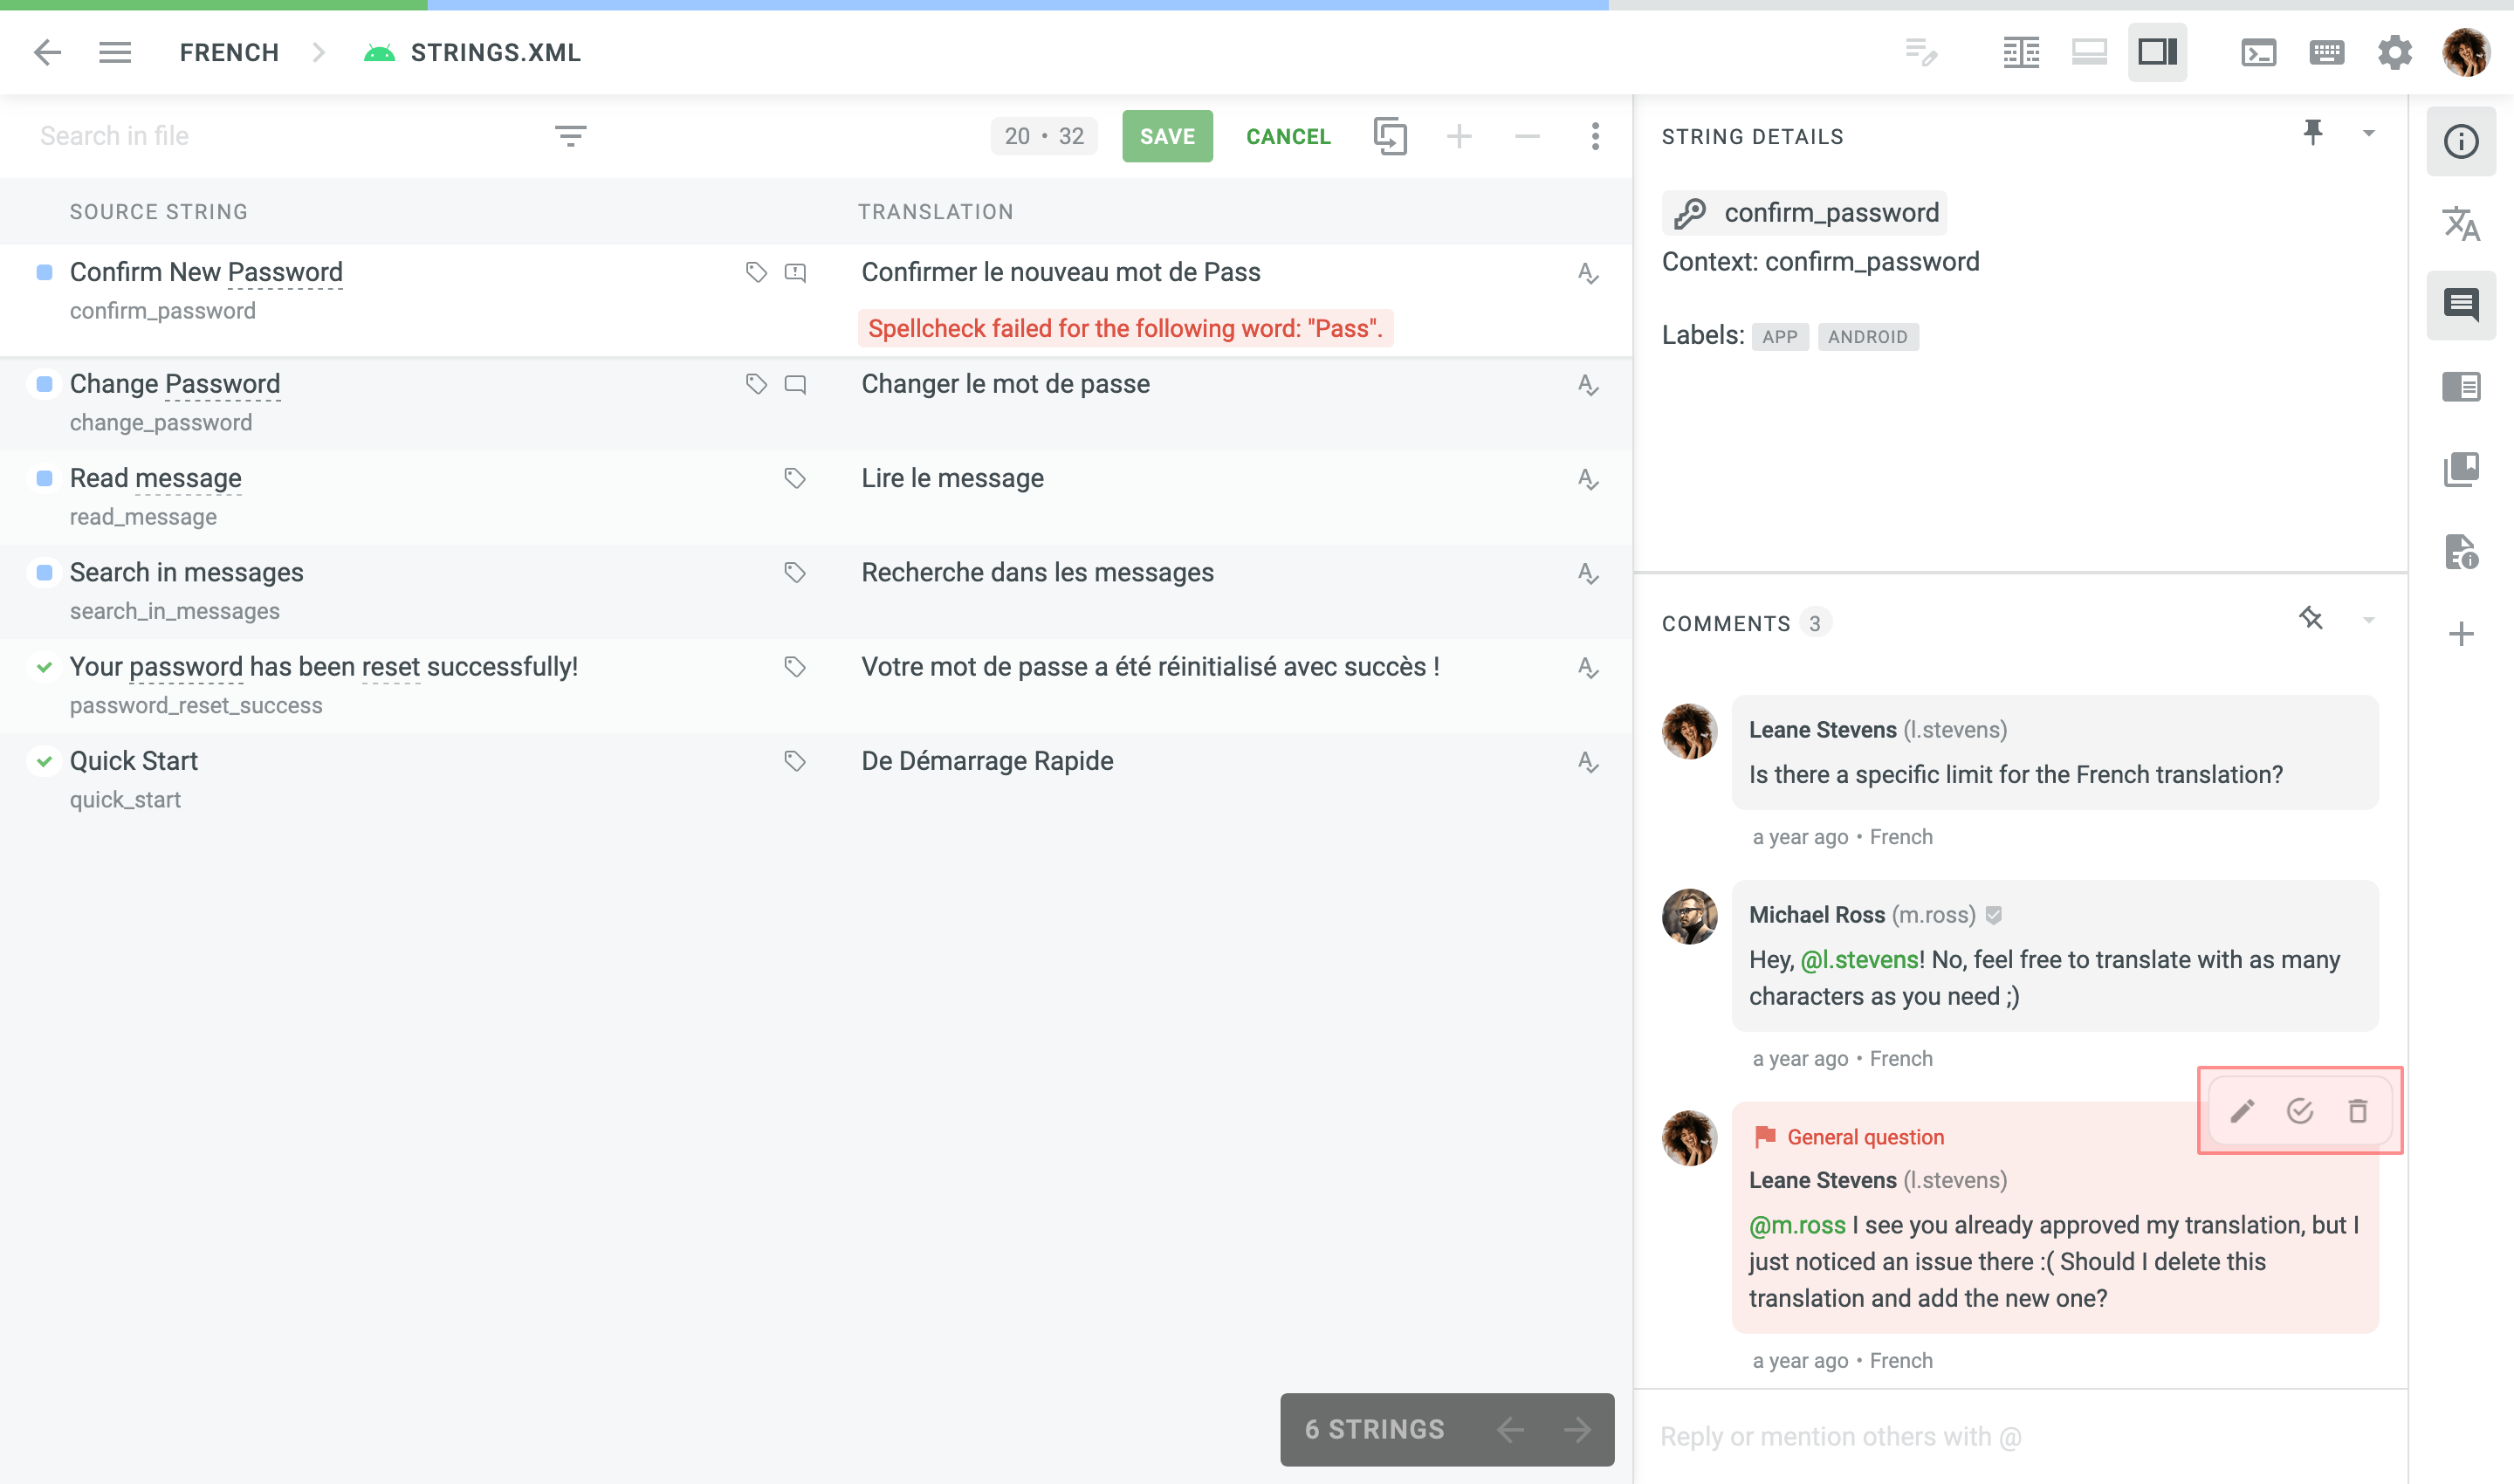 FRENCH
STRINGS.XML
Search in file
20 • 32
SAVE
CANCEL
SOURCE STRING
TRANSLATION
Confirm New Password
confirm_password
Confirmer le nouveau mot de Pass
Spellcheck failed for the following word: "Pass".
Change Password
change_password
Changer le mot de passe
Read message
read_message
Lire le message
Search in messages
search_in_messages
Recherche dans les messages
Your password has been reset successfully!
password_reset_success
Votre mot de passe a été réinitialisé avec succès !
Quick Start
quick_start
De Démarrage Rapide
6 STRINGS
STRING DETAILS
confirm_password
Context: confirm_password
Labels: APP ANDROID
COMMENTS 3
Leane Stevens (l.stevens)
Is there a specific limit for the French translation?
a year ago • French
Michael Ross (m.ross)
Hey, @l.stevens! No, feel free to translate with as many
characters as you need ;)
a year ago • French
General question
Leane Stevens (l.stevens)
@m.ross I see you already approved my translation, but I
just noticed an issue there :( Should I delete this
translation and add the new one?
a year ago • French
Reply or mention others with @